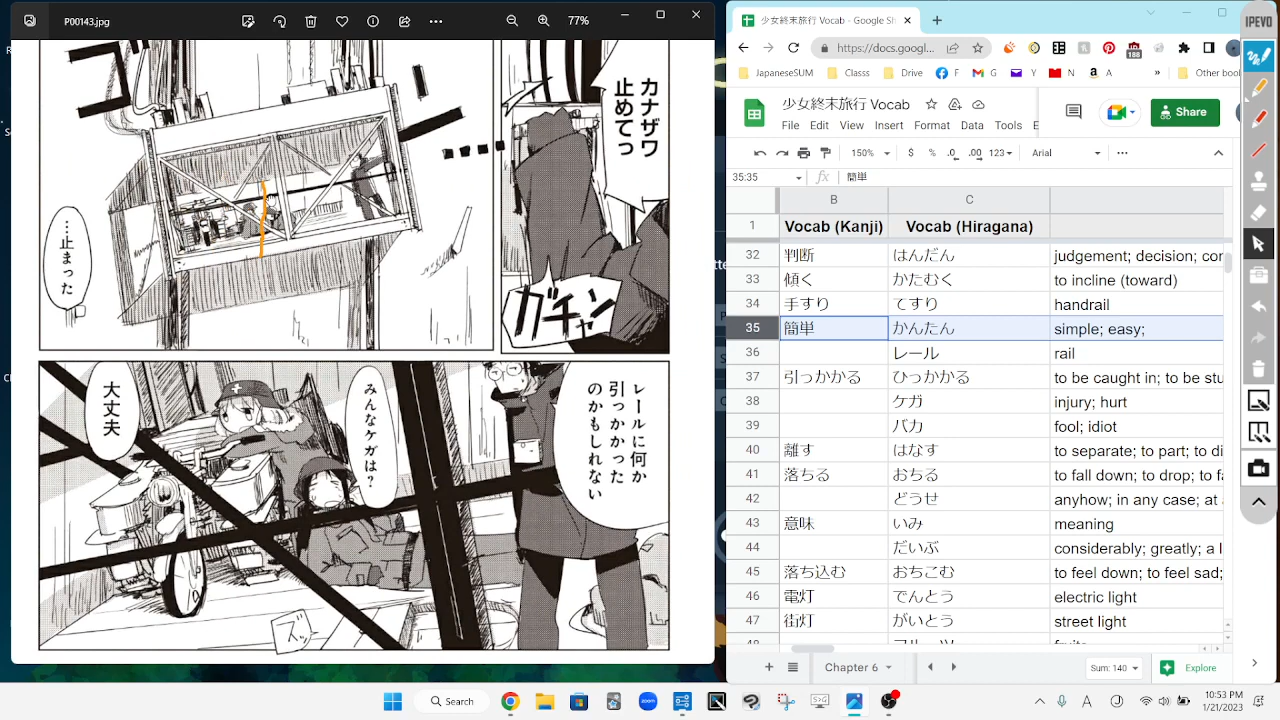 P00143.jpg
77%
カナザワ
止めてっ
ガチャン
ゴ
…止まった
レールに何か
引っかかった
のかもしれない
みんなケガは?
大丈夫
ズッ
少女終末旅行 Vocab - Google Sh
https://docs.googl...
188
JapaneseSUM
Class
Drive
F
G
Y
N
A
Other book
少女終末旅行 Vocab
Share
File Edit View Insert Format Data Tools E
150% $ % .0 .00 123 Arial
35:35 fx 簡単
B C
1 Vocab (Kanji) Vocab (Hiragana)
32 判断 はんだん judgement; decision; con
33 傾く かたむく to incline (toward)
34 手すり てすり handrail
35 簡単 かんたん simple; easy;
36 レール rail
37 引っかかる ひっかかる to be caught in; to be stu
38 ケガ injury; hurt
39 バカ fool; idiot
40 離す はなす to separate; to part; to di
41 落ちる おちる to fall down; to drop; to fa
42 どうせ anyhow; in any case; at a
43 意味 いみ meaning
44 だいぶ considerably; greatly; a l
45 落ち込む おちこむ to feel down; to feel sad;
46 電灯 でんとう electric light
47 街灯 がいとう street light
Chapter 6
Sum: 140
Explore
IPEVO
Search
zoom
10:53 PM
2/1/2023